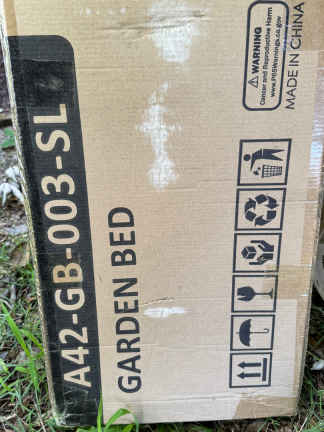 A42-GB-003-SL
GARDEN BED
⚠ WARNING
Cancer and Reproductive Harm
www.P65Warnings.ca.gov
MADE IN CHINA